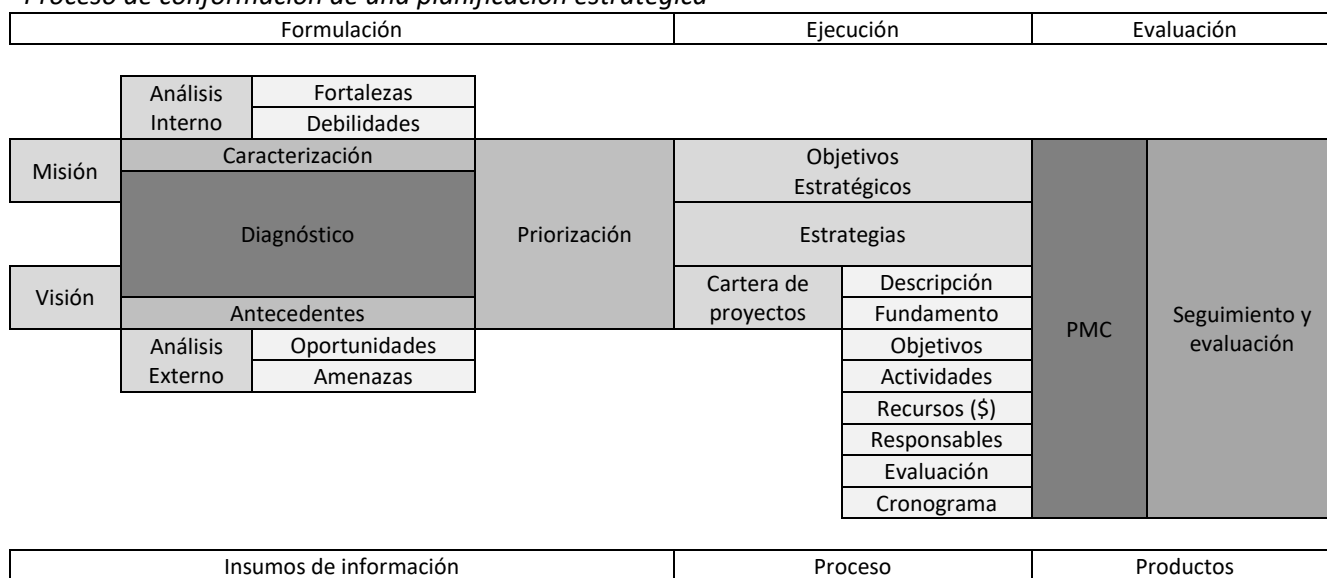 Proceso de conformación de una planificación estratégica
Formulación
Ejecución
Evaluación
Análisis
Interno
Fortalezas
Debilidades
Misión
Caracterización
Diagnóstico
Priorización
Objetivos
Estratégicos
Estrategias
Visión
Antecedentes
Análisis
Externo
Oportunidades
Amenazas
Cartera de
proyectos
Descripción
Fundamento
Objetivos
Actividades
Recursos ($)
Responsables
Evaluación
Cronograma
PMC
Seguimiento y
evaluación
Insumos de información
Proceso
Productos